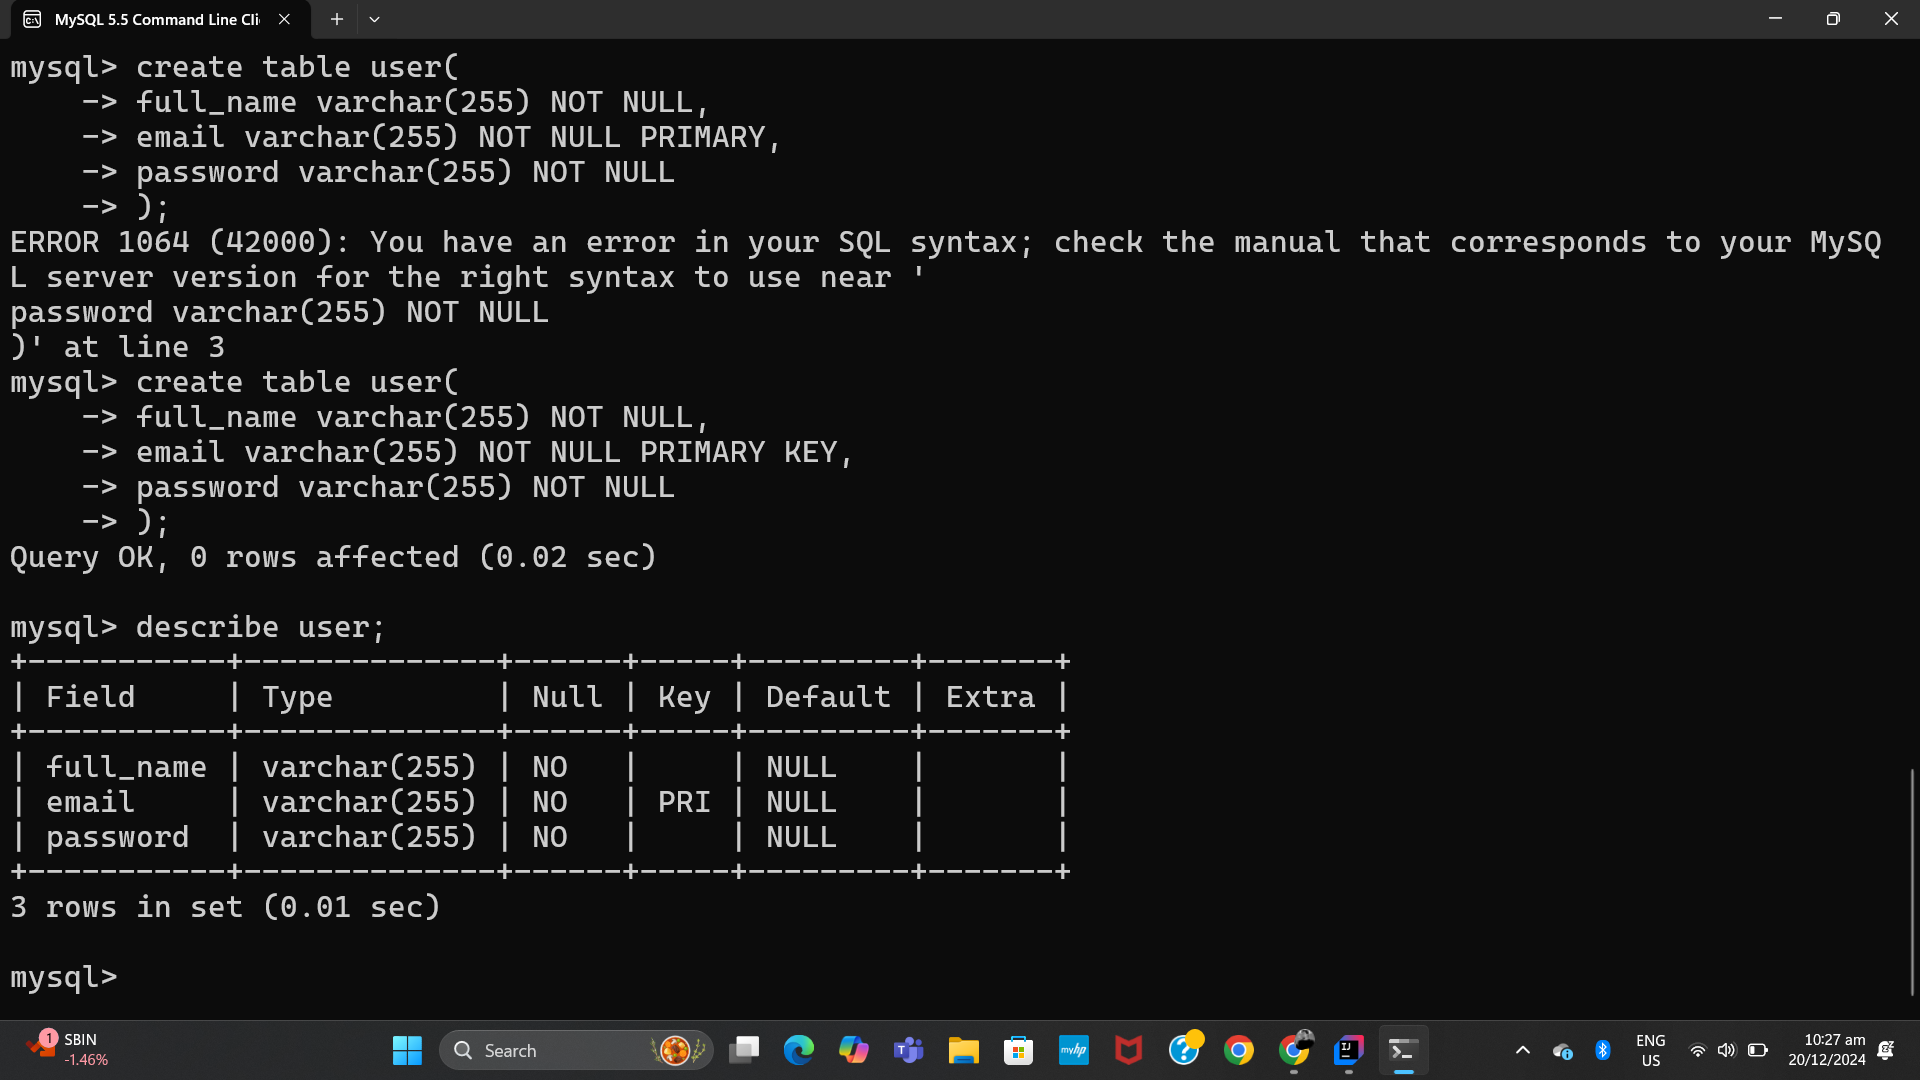 MySQL 5.5 Command Line Cli
mysql> create table user(
    -> full_name varchar(255) NOT NULL,
    -> email varchar(255) NOT NULL PRIMARY,
    -> password varchar(255) NOT NULL
    -> );
ERROR 1064 (42000): You have an error in your SQL syntax; check the manual that corresponds to your MySQ
L server version for the right syntax to use near '
password varchar(255) NOT NULL
)' at line 3
mysql> create table user(
    -> full_name varchar(255) NOT NULL,
    -> email varchar(255) NOT NULL PRIMARY KEY,
    -> password varchar(255) NOT NULL
    -> );
Query OK, 0 rows affected (0.02 sec)

mysql> describe user;
+-----------+--------------+------+-----+---------+-------+
| Field     | Type         | Null | Key | Default | Extra |
+-----------+--------------+------+-----+---------+-------+
| full_name | varchar(255) | NO   |     | NULL    |       |
| email     | varchar(255) | NO   | PRI | NULL    |       |
| password  | varchar(255) | NO   |     | NULL    |       |
+-----------+--------------+------+-----+---------+-------+
3 rows in set (0.01 sec)

mysql>
1
SBIN
-1.46%
Search
myhp
ENG
US
10:27 am
20/12/2024